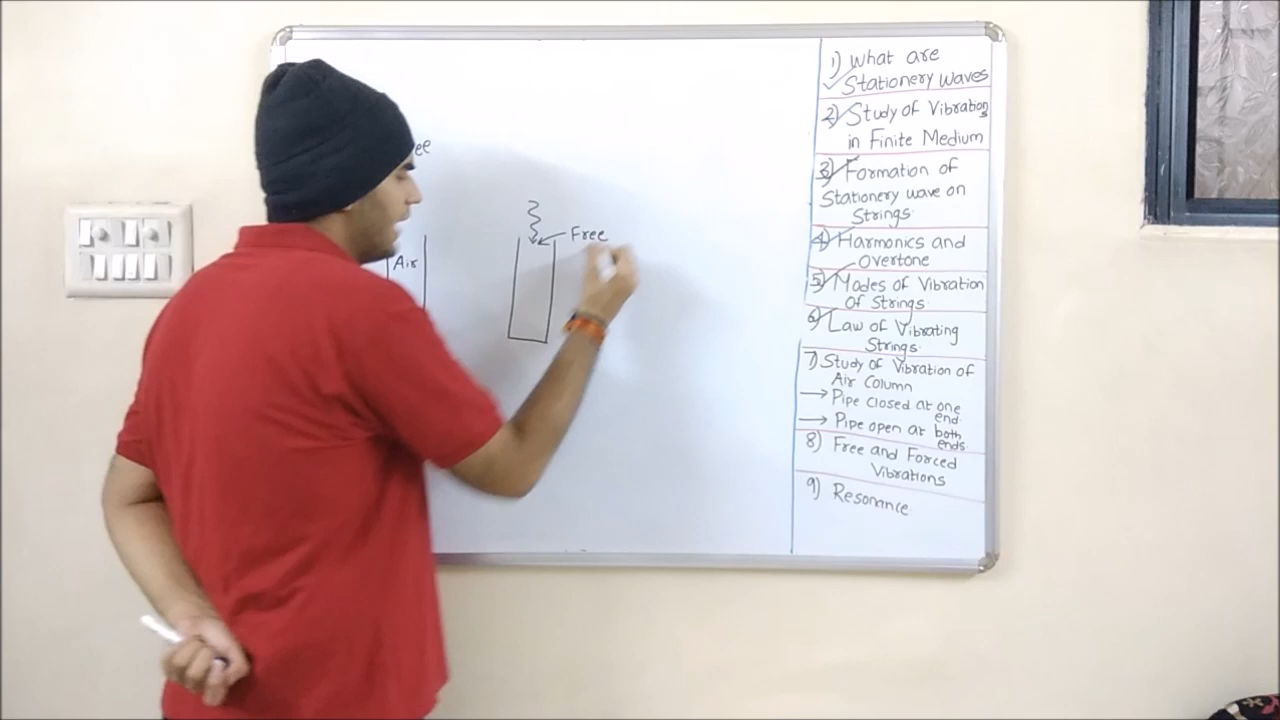 ee
Air
Free
1) What are
Stationery waves
2) Study of Vibrations
in Finite Medium
3) Formation of
Stationery wave on
Strings.
4) Harmonics and
Overtone
5) Modes of Vibration
Of Strings.
6) Law of Vibrating
Strings.
7) Study of Vibration of
Air Column
→ Pipe closed at one
end.
→ Pipe open at both
ends.
8) Free and Forced
Vibrations
9) Resonance.